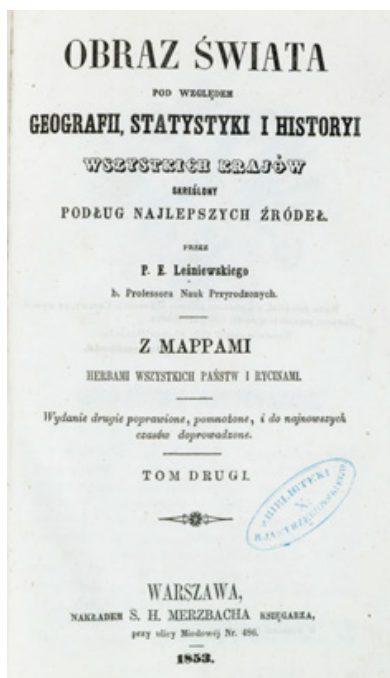 OBRAZ ŚWIATA
POD WZGLĘDEM
GEOGRAFII, STATYSTYKI I HISTORYI
WSZYSTKICH KRAJÓW
SKREŚLONY
PODŁUG NAJLEPSZYCH ŹRÓDEŁ.
PRZEZ
P. E. Leśniewskiego
b. Professora Nauk Przyrodzonych.
Z MAPPAMI
HERBAMI WSZYSTKICH PAŃSTW I RYCINAMI.
Wydanie drugie poprawione, pomnożone, i do najnowszych
czasów doprowadzone.
TOM DRUGI.
BIBLIOTEKI
WARSZAWA,
NAKŁADEM S. H. MERZBACHA KSIĘGARZA,
przy ulicy Miodowéj Nr. 486.
1853.